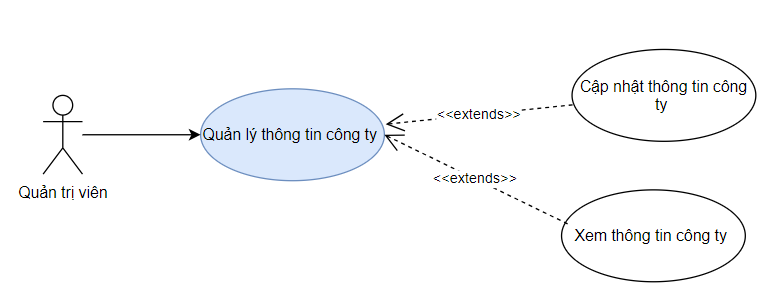 Cập nhật thông tin công
ty
<<extends>>
Quản lý thông tin công ty
<<extends>>
Quản trị viên
Xem thông tin công ty